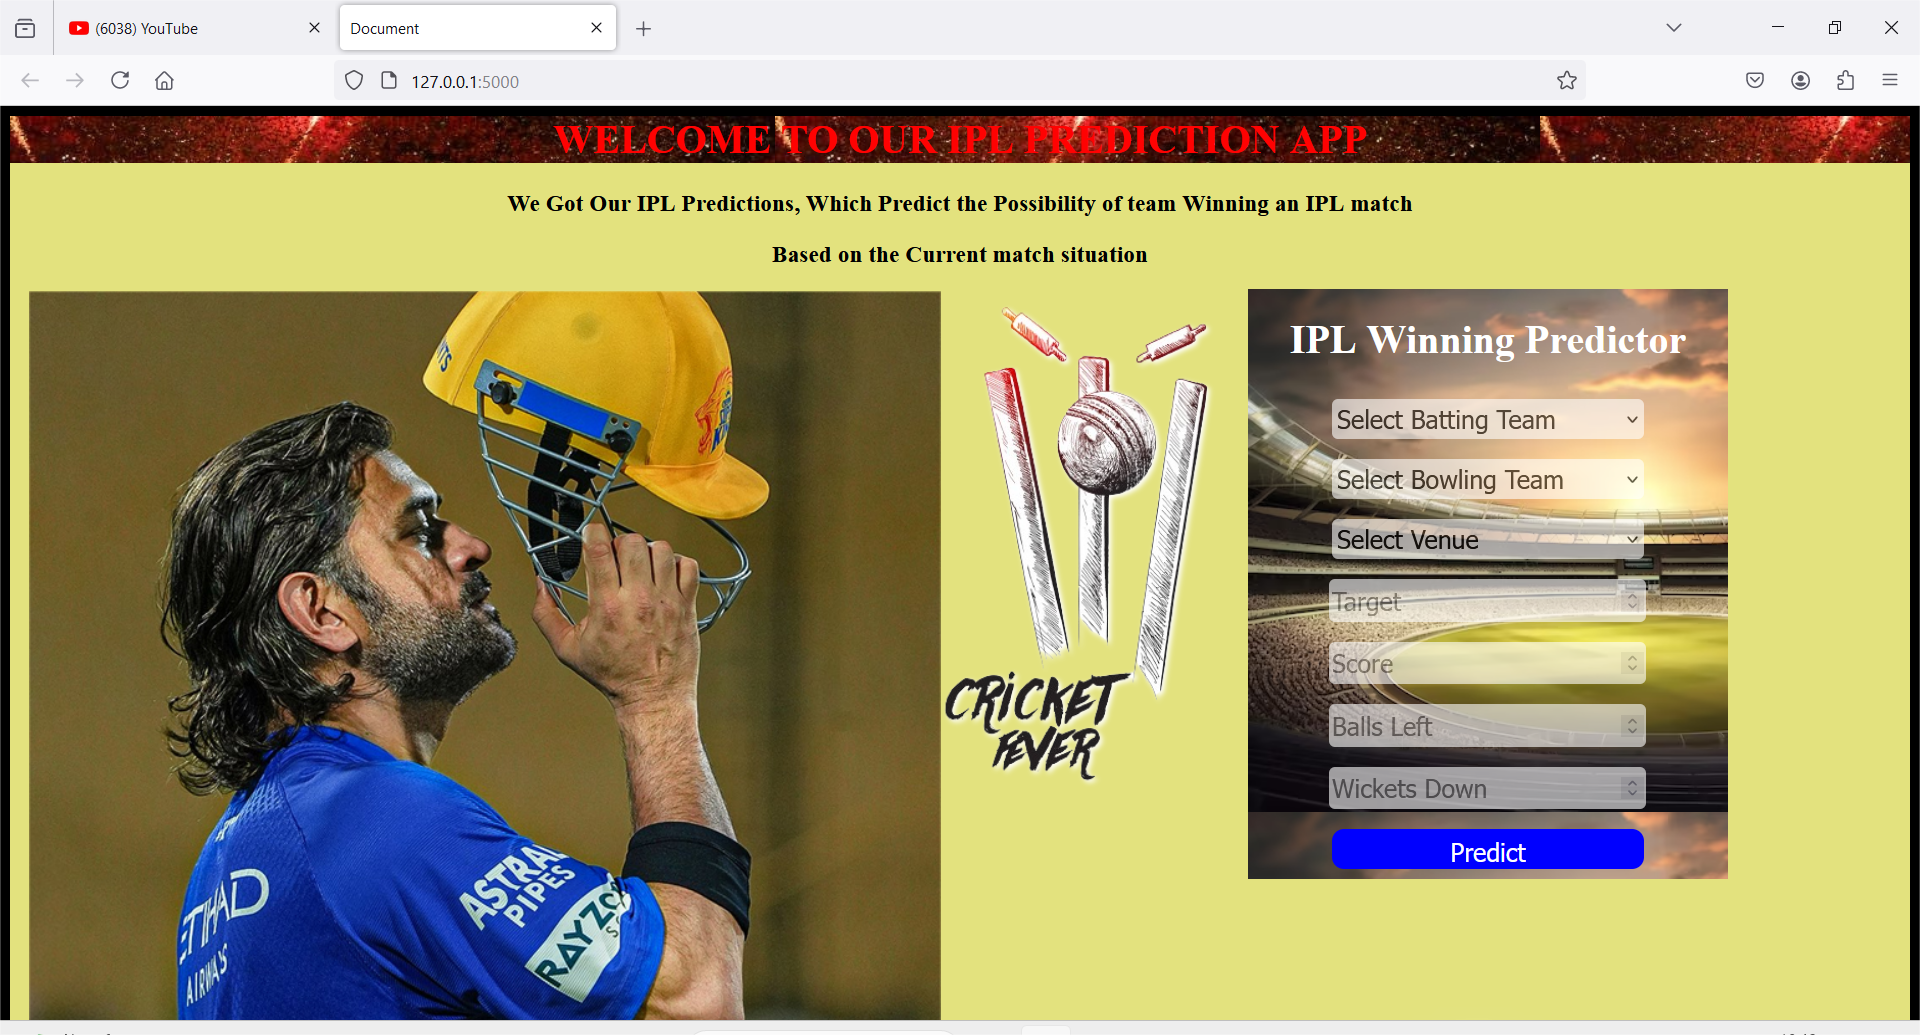 (6038) YouTube
Document
127.0.0.1:5000
WELCOME TO OUR IPL PREDICTION APP
We Got Our IPL Predictions, Which Predict the Possibility of team Winning an IPL match
Based on the Current match situation
IPL Winning Predictor
Select Batting Team
Select Bowling Team
Select Venue
Target
Score
Balls Left
Wickets Down
Predict
CRICKET
FEVER
ASTRAL
PIPES
ETIHAD
AIRWAYS